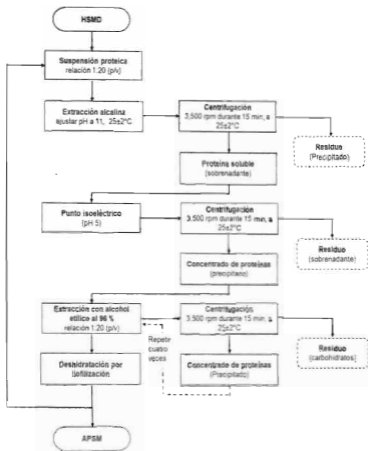 HSMD
Suspensión proteica
relación 1:20 (p/v)
Extracción alcalina
ajustar pH a 11, 25±2°C
Centrifugación
3,500 rpm durante 15 min, a
25±2°C
Residuo
(Precipitado)
Proteína soluble
(sobrenadante)
Punto isoeléctrico
(pH 5)
Centrifugación
3,500 rpm durante 15 min, a
25±2°C
Residuo
(sobrenadante)
Concentrado de proteínas
(precipitano)
Extracción con alcohol
etílico al 96 %
relación 1:20 (p/v)
Centrifugación
3,500 rpm durante 15 min, a
25±2°C
Residuo
(carbohidratos)
Repetir
cuatro
veces
Deshidratación por
liofilización
Concentrado de proteínas
(Precipitado)
APSM